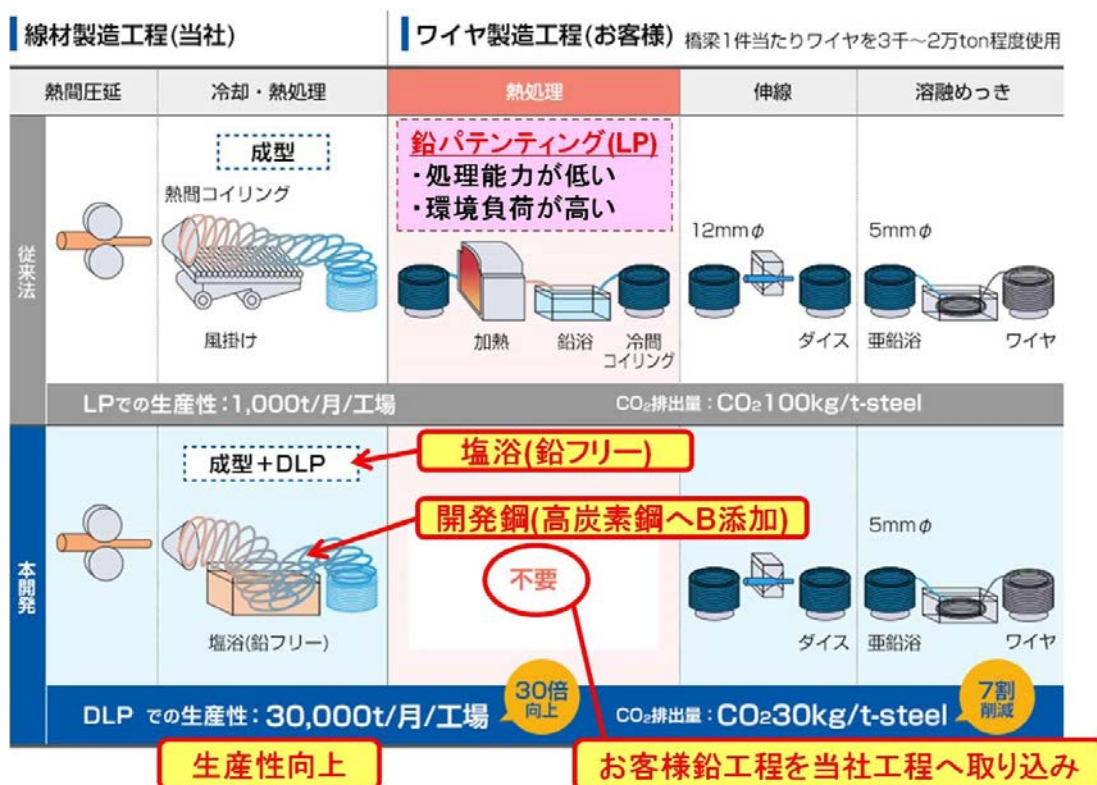 線材製造工程(当社)
ワイヤ製造工程(お客様) 橋梁1件当たりワイヤを3千～2万ton程度使用
熱間圧延
冷却・熱処理
熱処理
伸線
溶融めっき
従来法
成型
熱間コイリング
風掛け
鉛パテンティング(LP)
・処理能力が低い
・環境負荷が高い
加熱
鉛浴
冷間
コイリング
12mmφ
ダイス
5mmφ
亜鉛浴
ワイヤ
LPでの生産性:1,000t/月/工場
CO₂排出量:CO₂100kg/t-steel
本開発
成型+DLP
塩浴(鉛フリー)
開発鋼(高炭素鋼へB添加)
塩浴(鉛フリー)
不要
ダイス
5mmφ
亜鉛浴
ワイヤ
DLP での生産性:30,000t/月/工場
30倍
向上
CO₂排出量:CO₂30kg/t-steel
7割
削減
生産性向上
お客様鉛工程を当社工程へ取り込み